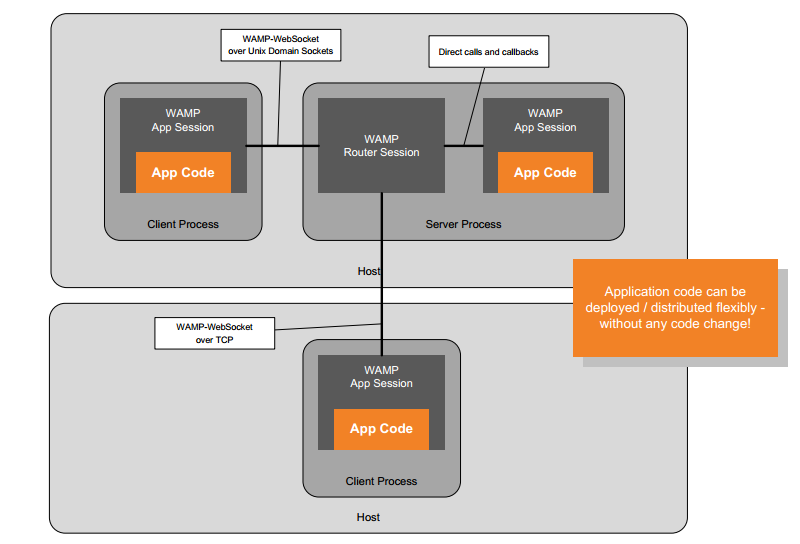 WAMP-WebSocket
over Unix Domain Sockets
Direct calls and callbacks
WAMP
App Session
App Code
Client Process
WAMP
Router Session
WAMP
App Session
App Code
Server Process
Host
Application code can be
deployed / distributed flexibly -
without any code change!
WAMP-WebSocket
over TCP
WAMP
App Session
App Code
Client Process
Host